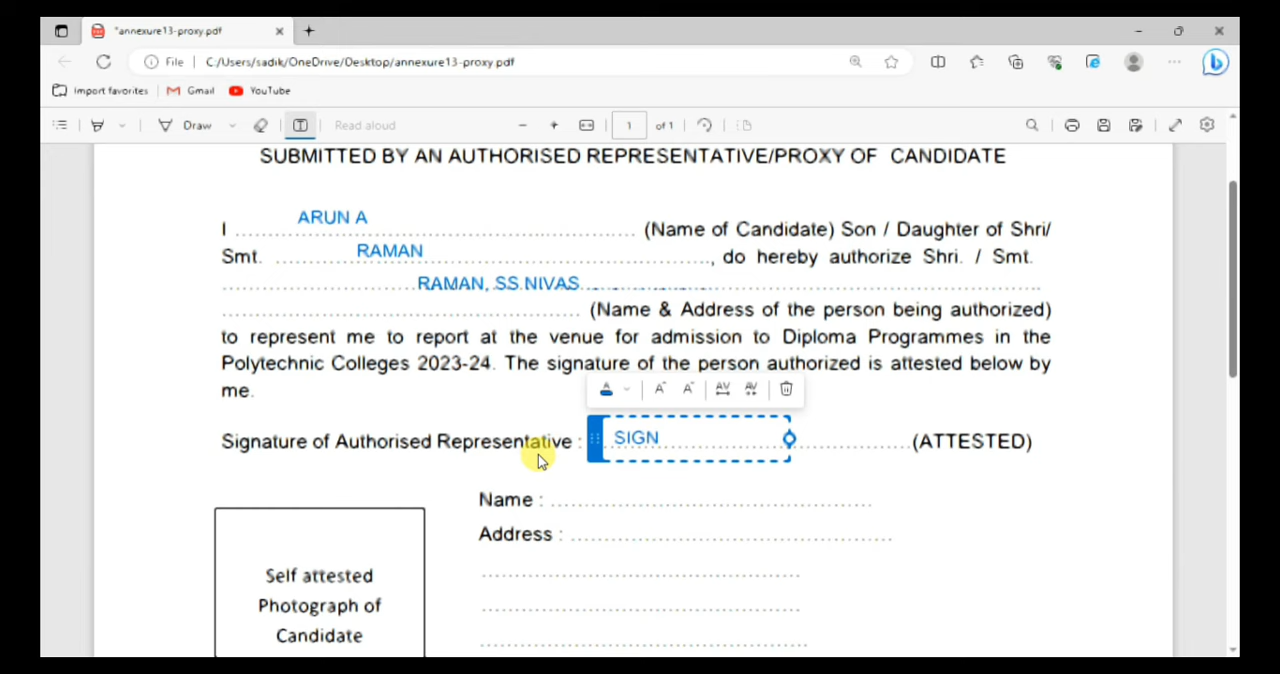 *annexure13-proxy.pdf
File | C:/Users/sadik/OneDrive/Desktop/annexure13-proxy.pdf
Import favorites Gmail YouTube
Draw Read aloud 1 of 1
SUBMITTED BY AN AUTHORISED REPRESENTATIVE/PROXY OF CANDIDATE
ARUN A
I ........................................ (Name of Candidate) Son / Daughter of Shri/
RAMAN
Smt. ........................................, do hereby authorize Shri. / Smt.
RAMAN, SS NIVAS
........................................ (Name & Address of the person being authorized)
to represent me to report at the venue for admission to Diploma Programmes in the
Polytechnic Colleges 2023-24. The signature of the person authorized is attested below by
me.
Signature of Authorised Representative : SIGN ....................(ATTESTED)
Name : ........................................
Address : ........................................
Self attested
Photograph of
Candidate